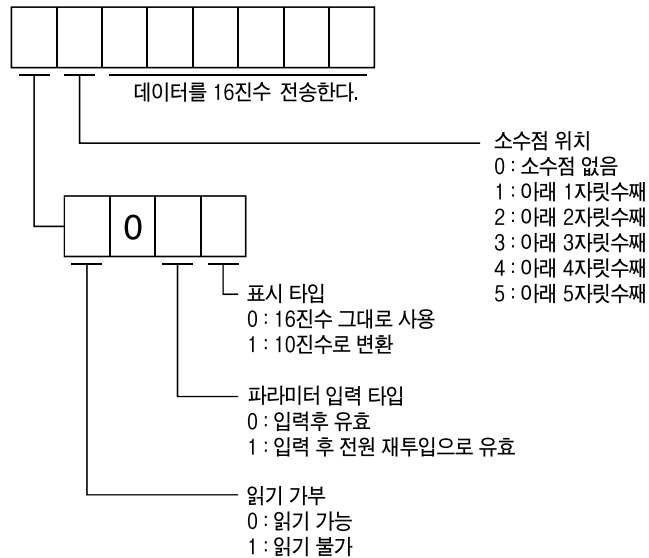 데이터를 16진수 전송한다.
소수점 위치
0 : 소수점 없음
1 : 아래 1자릿수째
2 : 아래 2자릿수째
3 : 아래 3자릿수째
4 : 아래 4자릿수째
5 : 아래 5자릿수째
0
표시 타입
0 : 16진수 그대로 사용
1 : 10진수로 변환
파라미터 입력 타입
0 : 입력후 유효
1 : 입력 후 전원 재투입으로 유효
읽기 가부
0 : 읽기 가능
1 : 읽기 불가